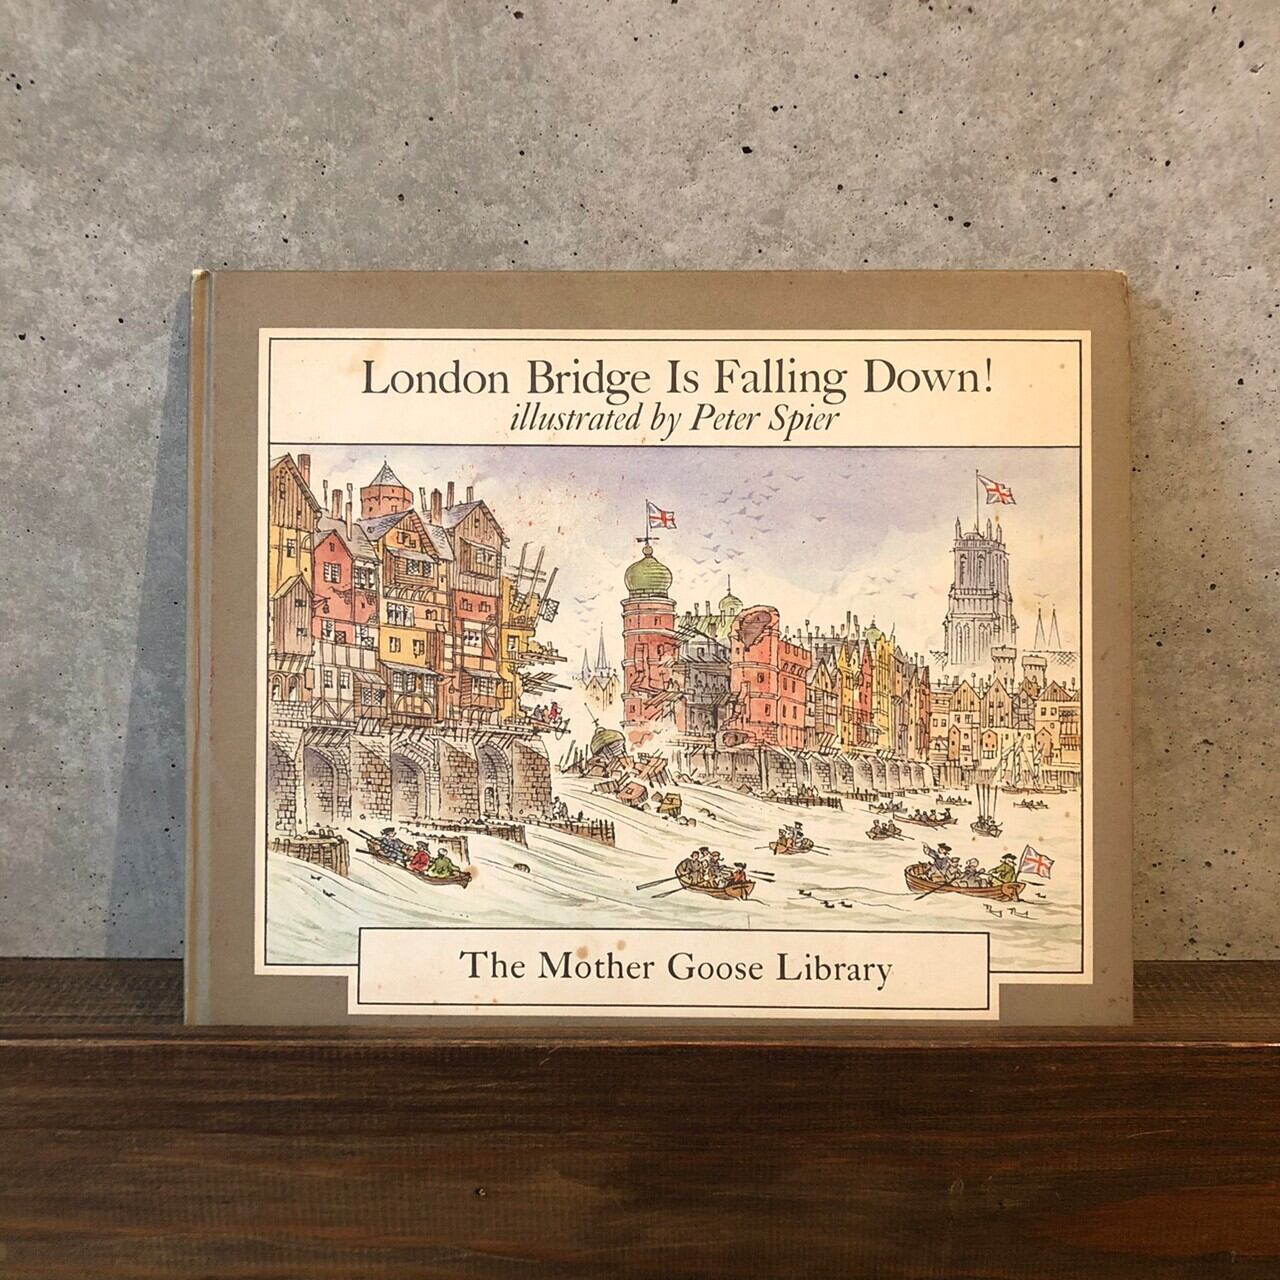 London Bridge Is Falling Down!
illustrated by Peter Spier
The Mother Goose Library